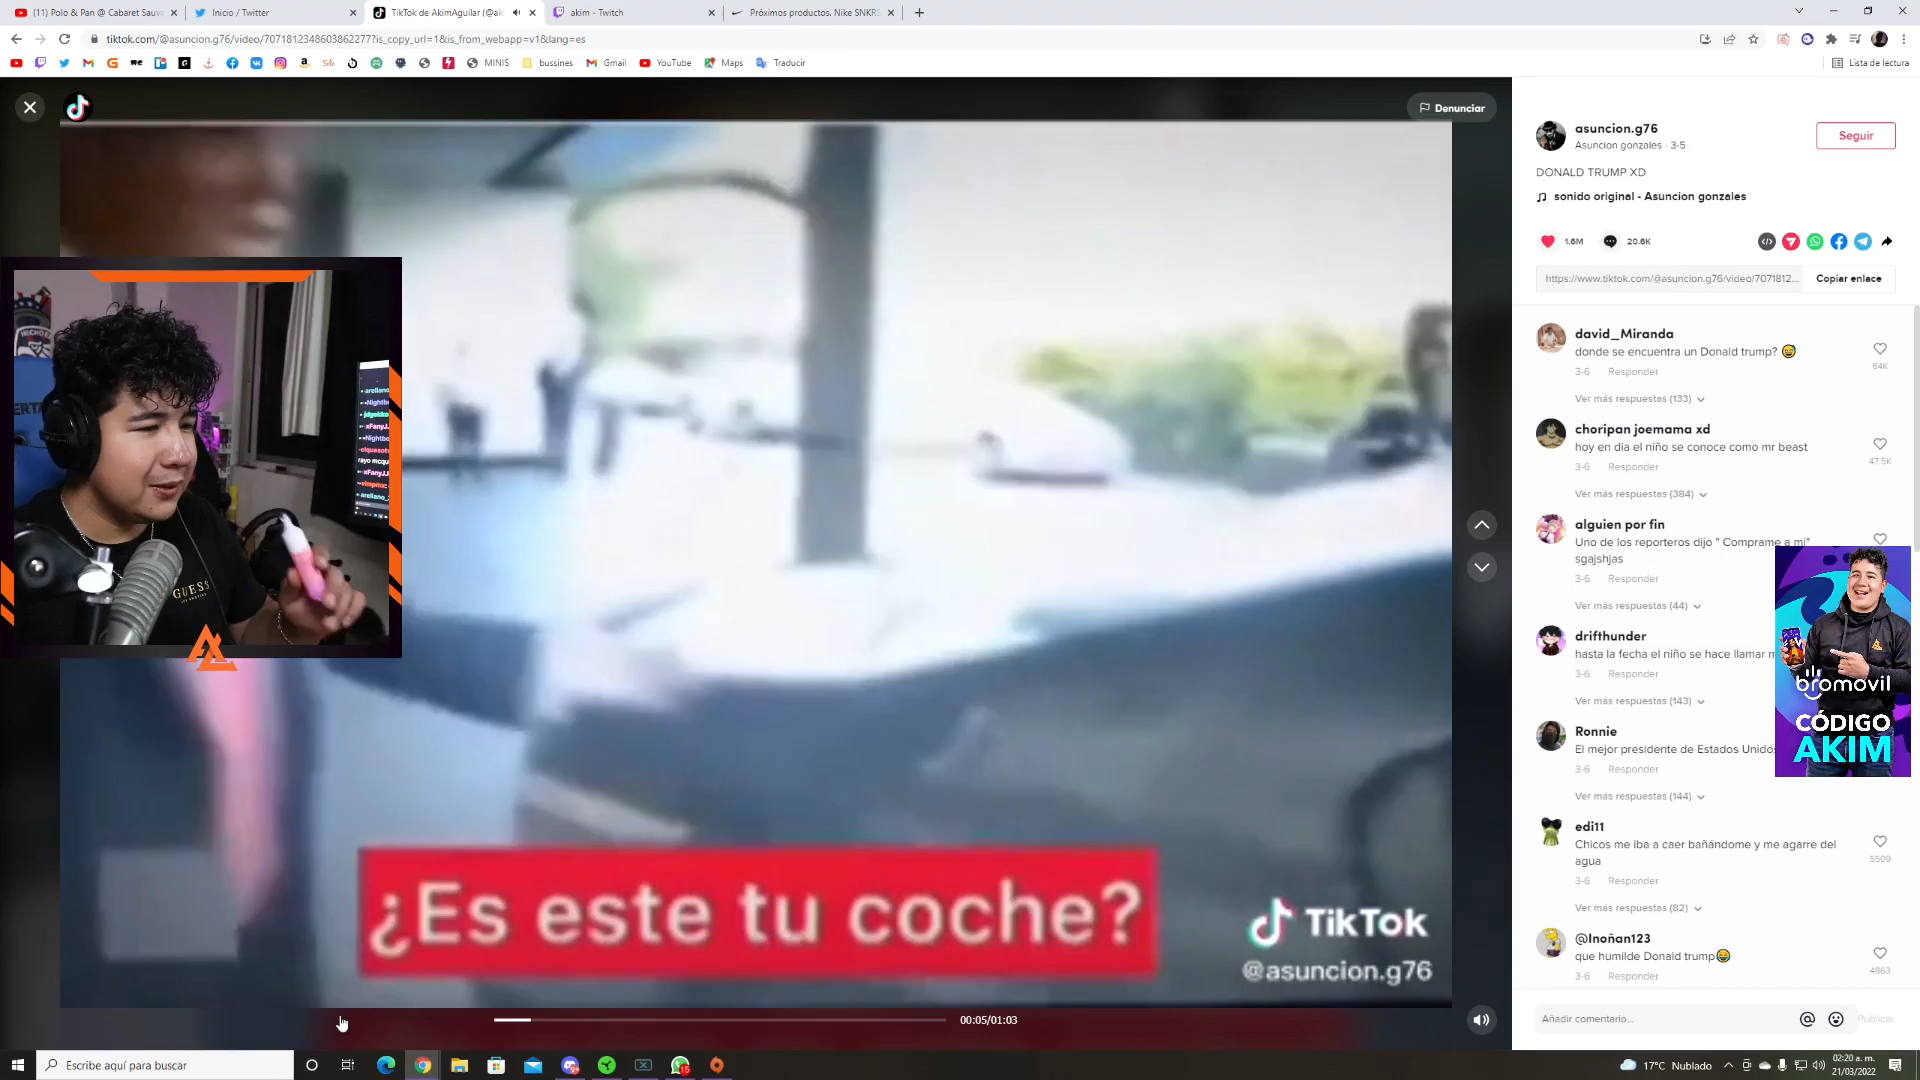 (11) Polo & Pan @ Cabaret Sauv
Inicio / Twitter
TikTok de AkimAguilar (@ak
akim - Twitch
Próximos productos. Nike SNKRS
tiktok.com/@asuncion.g76/video/7071812348603862277?is_copy_url=1&is_from_webapp=v1&lang=es
MINIS
bussines
Gmail
YouTube
Maps
Traducir
Lista de lectura
Denunciar
GUESS
¿Es este tu coche?
TikTok
@asuncion.g76
00:05/01:03
asuncion.g76
Asuncion gonzales · 3-5
Seguir
DONALD TRUMP XD
sonido original - Asuncion gonzales
1.6M
20.6K
https://www.tiktok.com/@asuncion.g76/video/7071812...
Copiar enlace
david_Miranda
donde se encuentra un Donald trump? 😅
64K
3-6 Responder
Ver más respuestas (133)
choripan joemama xd
hoy en día el niño se conoce como mr beast
47.5K
3-6 Responder
Ver más respuestas (384)
alguien por fin
Uno de los reporteros dijo " Comprame a mi"
sgajshjas
3-6 Responder
Ver más respuestas (44)
drifthunder
hasta la fecha el niño se hace llamar
3-6 Responder
Ver más respuestas (143)
Ronnie
El mejor presidente de Estados Unidos
3-6 Responder
Ver más respuestas (144)
bromovil
CÓDIGO
AKIM
edi11
Chicos me iba a caer bañándome y me agarre del
agua
5509
3-6 Responder
Ver más respuestas (82)
@Inoñan123
que humilde Donald trump😂
4863
3-6 Responder
Añadir comentario...
Publicar
Escribe aquí para buscar
15
17°C Nublado
02:20 a. m.
21/03/2022